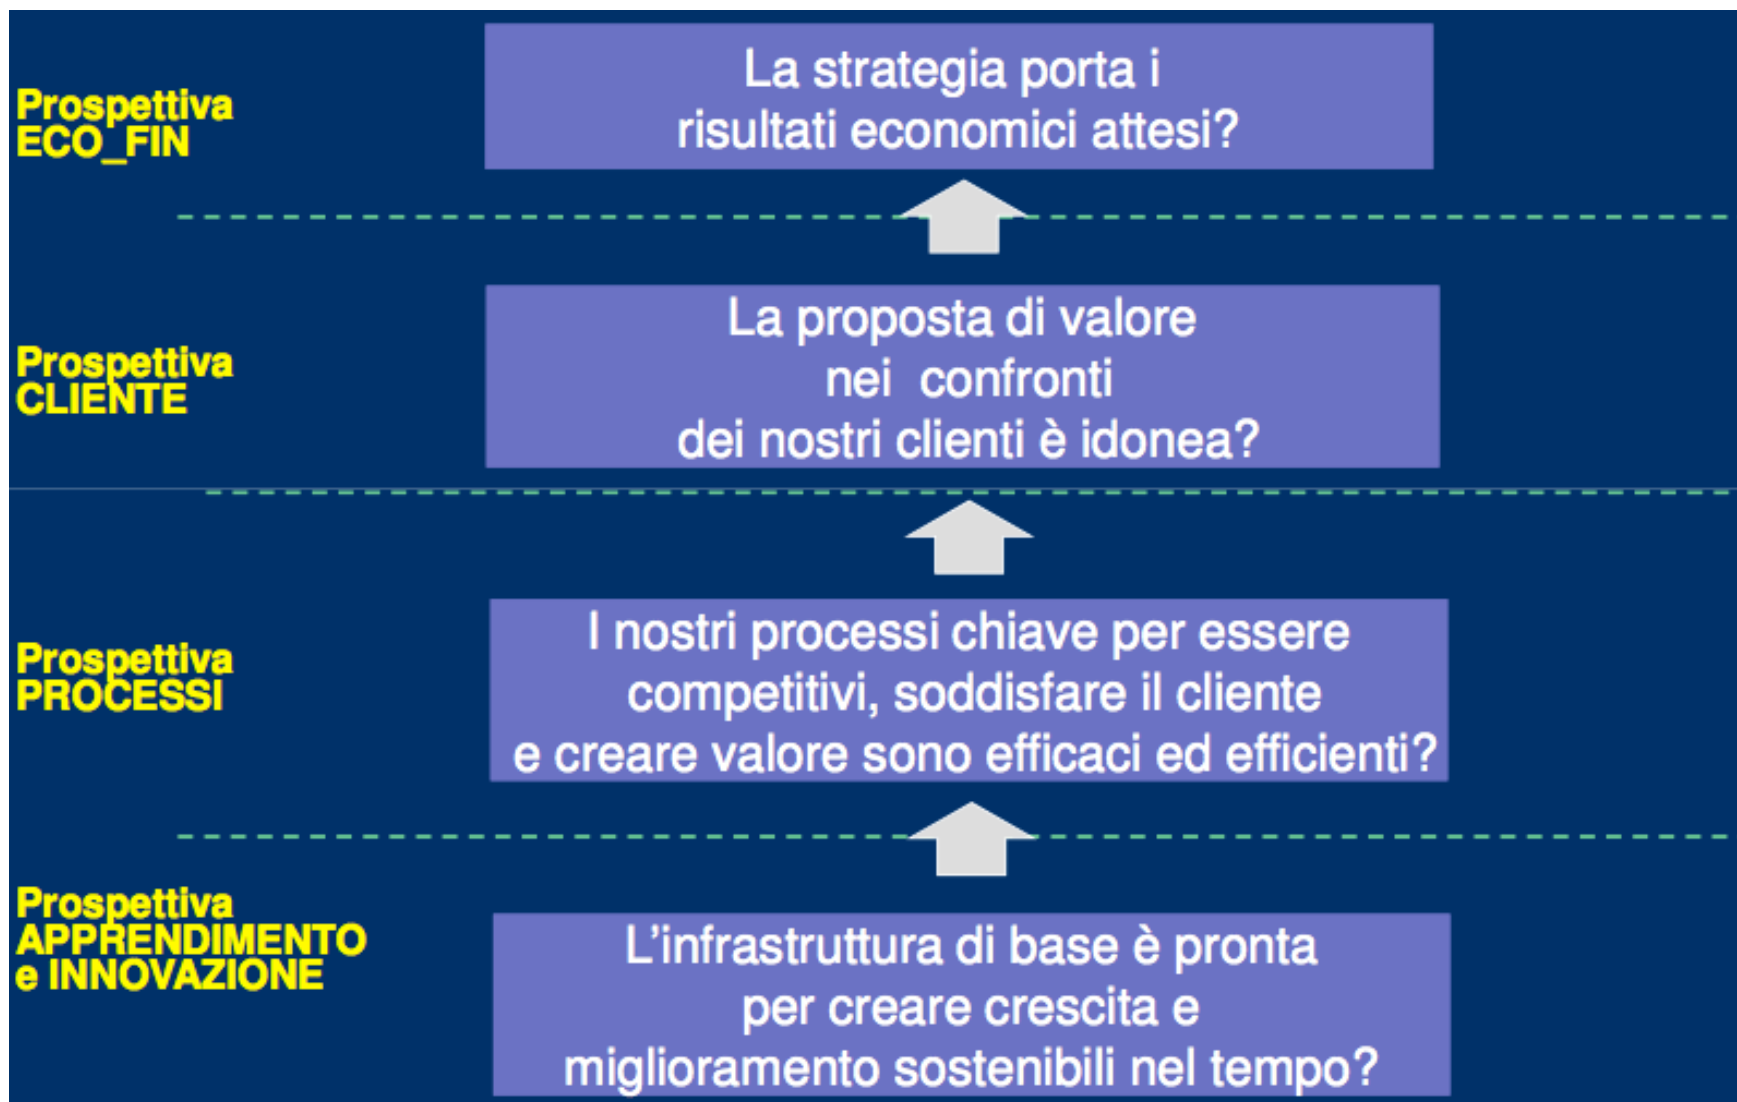 Prospettiva
ECO_FIN
La strategia porta i
risultati economici attesi?
Prospettiva
CLIENTE
La proposta di valore
nei confronti
dei nostri clienti è idonea?
Prospettiva
PROCESSI
I nostri processi chiave per essere
competitivi, soddisfare il cliente
e creare valore sono efficaci ed efficienti?
Prospettiva
APPRENDIMENTO
e INNOVAZIONE
L’infrastruttura di base è pronta
per creare crescita e
miglioramento sostenibili nel tempo?